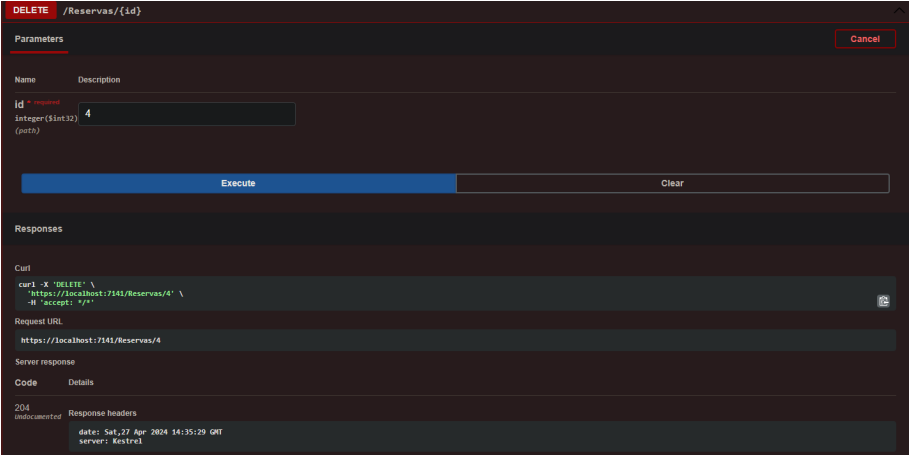 DELETE /Reservas/{id}
Parameters
Cancel
Name Description
id * required
integer($int32)
(path)
4
Execute Clear
Responses
Curl
curl -X 'DELETE' \
'https://localhost:7141/Reservas/4' \
-H 'accept: */*'
Request URL
https://localhost:7141/Reservas/4
Server response
Code Details
204
Undocumented
Response headers
date: Sat,27 Apr 2024 14:35:29 GMT
server: Kestrel